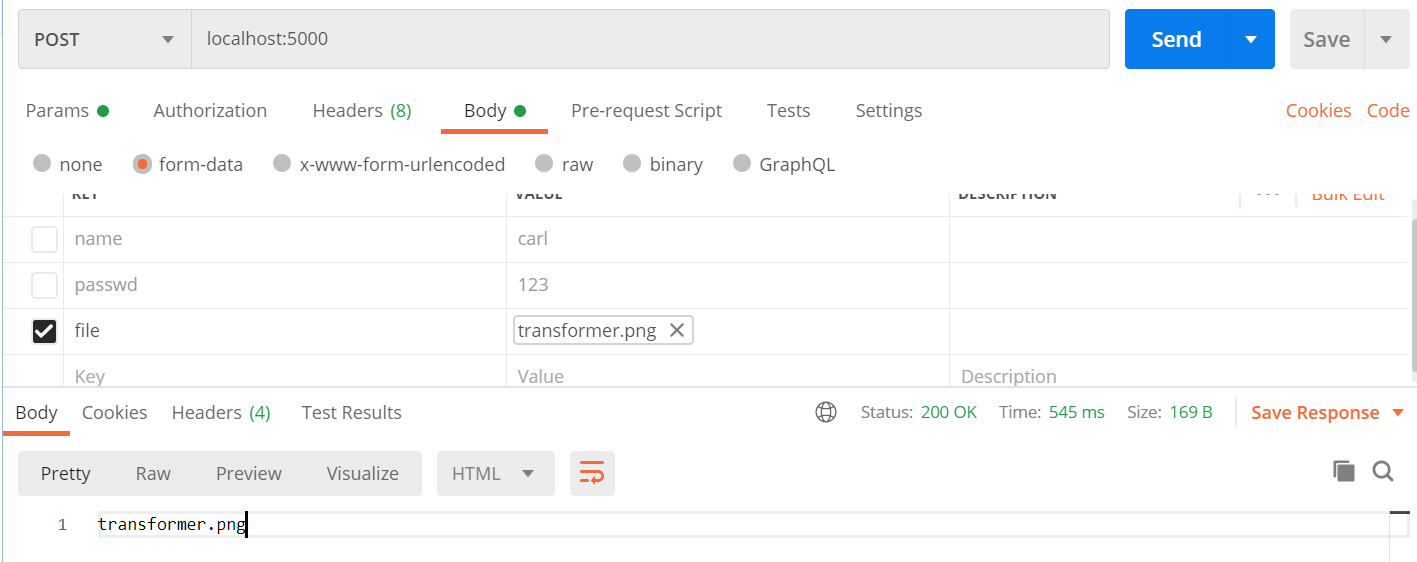 POST localhost:5000 Send Save
Params Authorization Headers (8) Body Pre-request Script Tests Settings Cookies Code
none form-data x-www-form-urlencoded raw binary GraphQL
KEY VALUE DESCRIPTION ... Bulk Edit
name carl
passwd 123
file transformer.png
Key Value Description
Body Cookies Headers (4) Test Results Status: 200 OK Time: 545 ms Size: 169 B Save Response
Pretty Raw Preview Visualize HTML
1 transformer.png